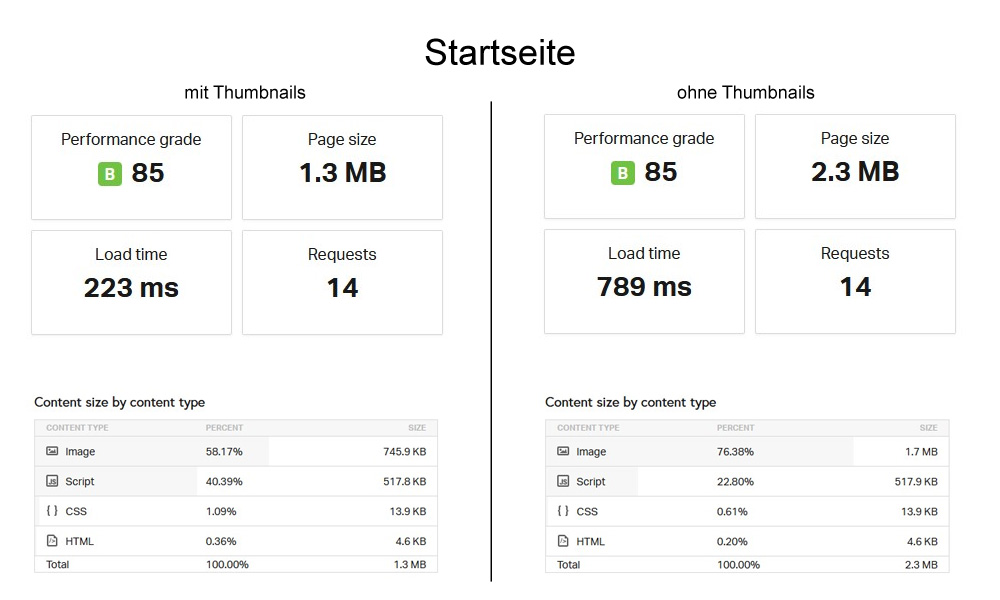 Startseite
mit Thumbnails
Performance grade
B 85
Page size
1.3 MB
Load time
223 ms
Requests
14
Content size by content type
CONTENT TYPE PERCENT SIZE
Image 58.17% 745.9 KB
JS Script 40.39% 517.8 KB
{ } CSS 1.09% 13.9 KB
HTML 0.36% 4.6 KB
Total 100.00% 1.3 MB
ohne Thumbnails
Performance grade
B 85
Page size
2.3 MB
Load time
789 ms
Requests
14
Content size by content type
CONTENT TYPE PERCENT SIZE
Image 76.38% 1.7 MB
JS Script 22.80% 517.9 KB
{ } CSS 0.61% 13.9 KB
HTML 0.20% 4.6 KB
Total 100.00% 2.3 MB